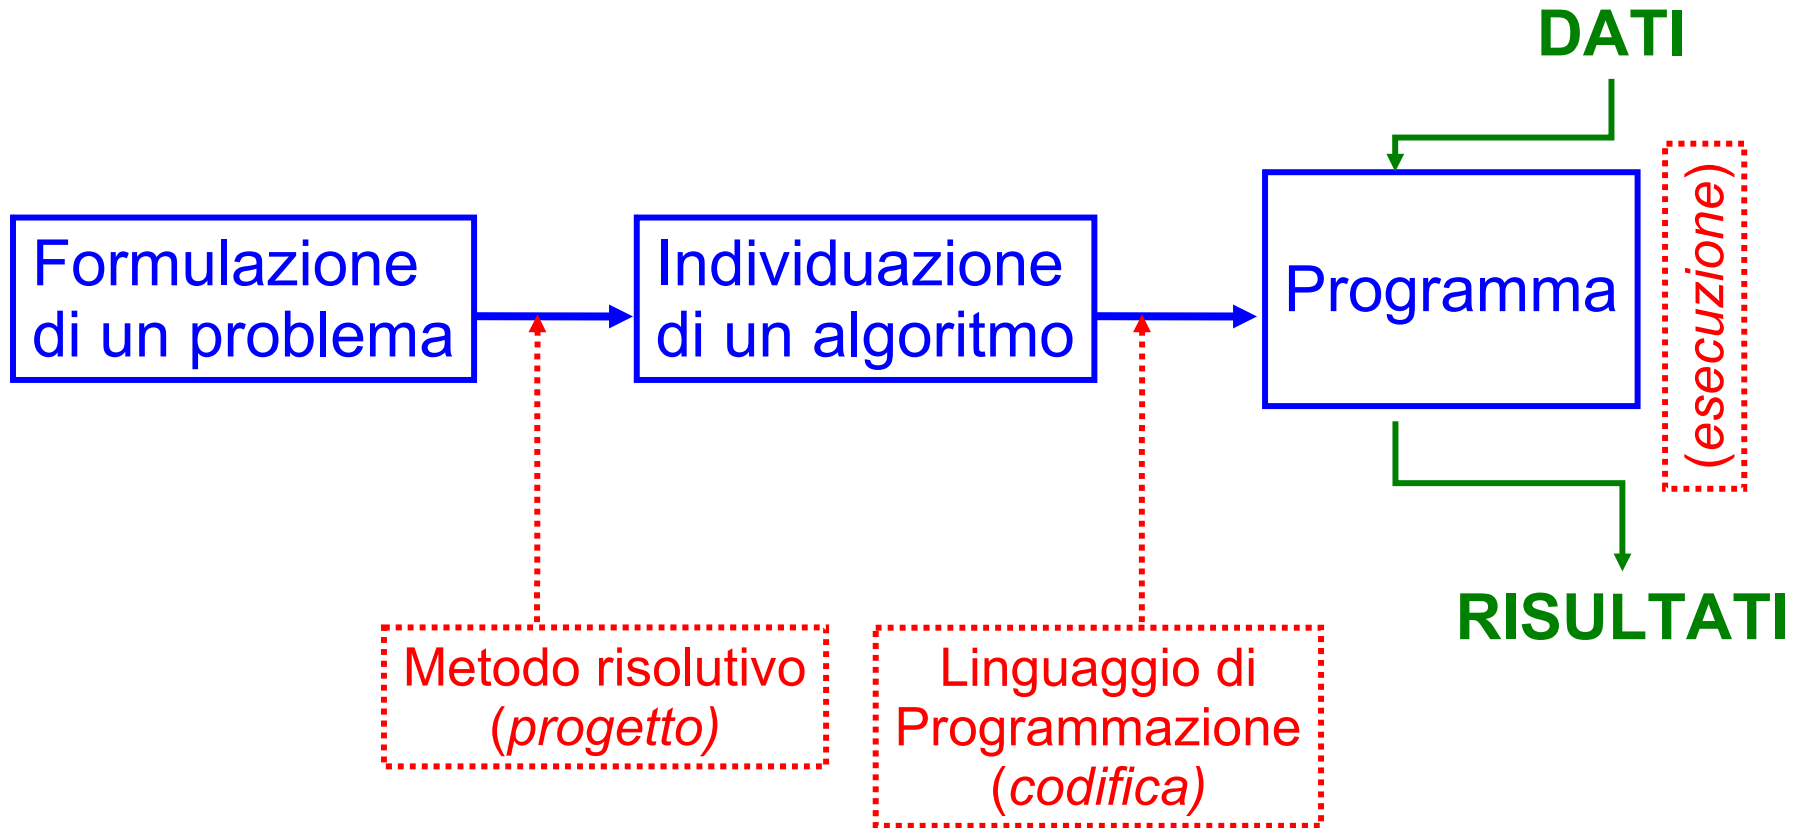 DATI
Formulazione
di un problema
Individuazione
di un algoritmo
Programma
(esecuzione)
RISULTATI
Metodo risolutivo
(progetto)
Linguaggio di
Programmazione
(codifica)